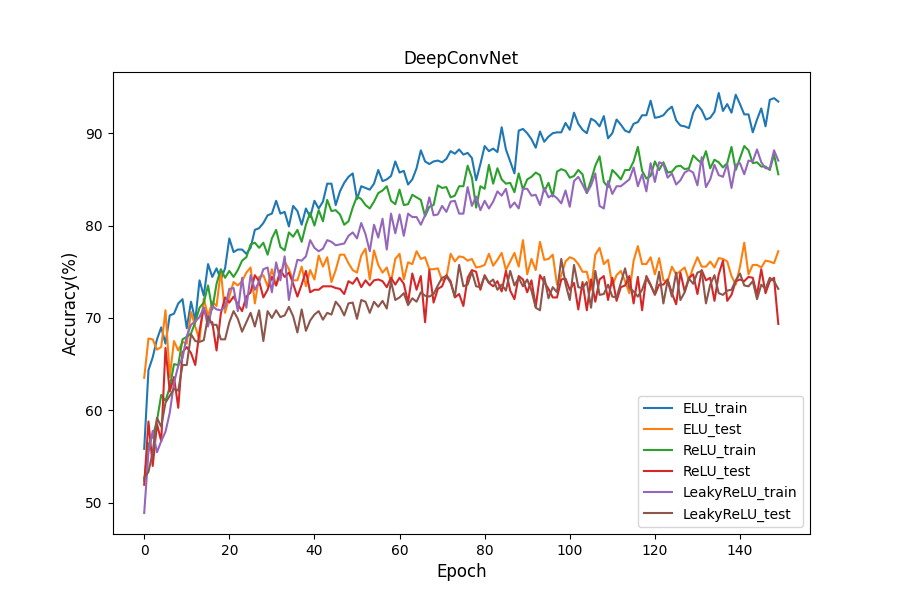 DeepConvNet
Accuracy(%)
90
80
70
60
50
0 20 40 60 80 100 120 140
Epoch
ELU_train
ELU_test
ReLU_train
ReLU_test
LeakyReLU_train
LeakyReLU_test